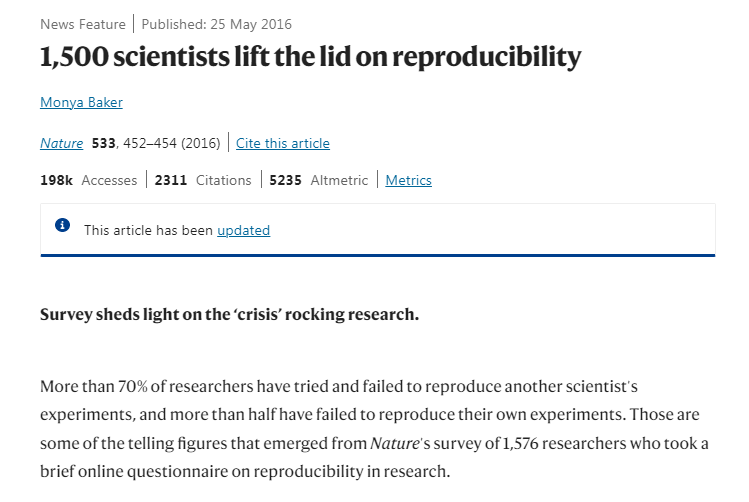 News Feature | Published: 25 May 2016
1,500 scientists lift the lid on reproducibility
Monya Baker
Nature 533, 452–454 (2016) | Cite this article
198k Accesses | 2311 Citations | 5235 Altmetric | Metrics
This article has been updated
Survey sheds light on the ‘crisis’ rocking research.
More than 70% of researchers have tried and failed to reproduce another scientist's
experiments, and more than half have failed to reproduce their own experiments. Those are
some of the telling figures that emerged from Nature's survey of 1,576 researchers who took a
brief online questionnaire on reproducibility in research.